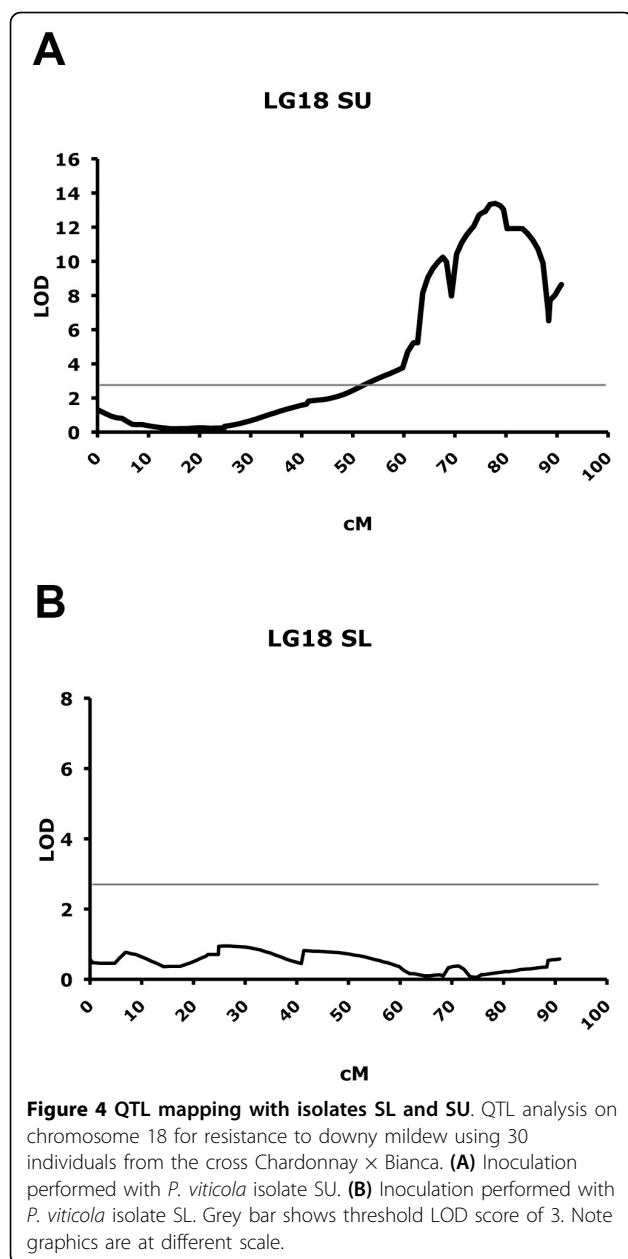 A
LG18 SU
16
14
12
10
8
6
4
2
0
LOD
0 10 20 30 40 50 60 70 80 90 100
cM
B
LG18 SL
8
6
4
2
0
LOD
0 10 20 30 40 50 60 70 80 90 100
cM
Figure 4 QTL mapping with isolates SL and SU. QTL analysis on
chromosome 18 for resistance to downy mildew using 30
individuals from the cross Chardonnay × Bianca. (A) Inoculation
performed with P. viticola isolate SU. (B) Inoculation performed with
P. viticola isolate SL. Grey bar shows threshold LOD score of 3. Note
graphics are at different scale.